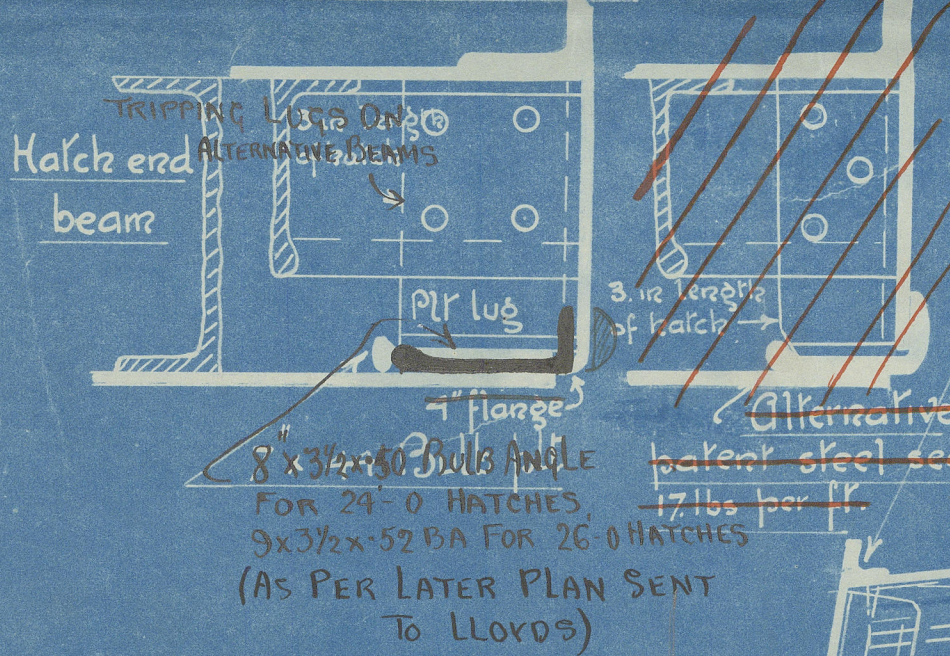 TRIPPING LUGS ON
ALTERNATIVE BEAMS
Hatch end
beam
Plr lug
3. in length
of hatch
4" flange
8" x 3½ x .50 BULB ANGLE
FOR 24'-0 HATCHES,
9 x 3½ x .52 BA FOR 26'-0 HATCHES
(AS PER LATER PLAN SENT
TO LLOYDS)
Alternative
patent steel se
17. lbs per ft.